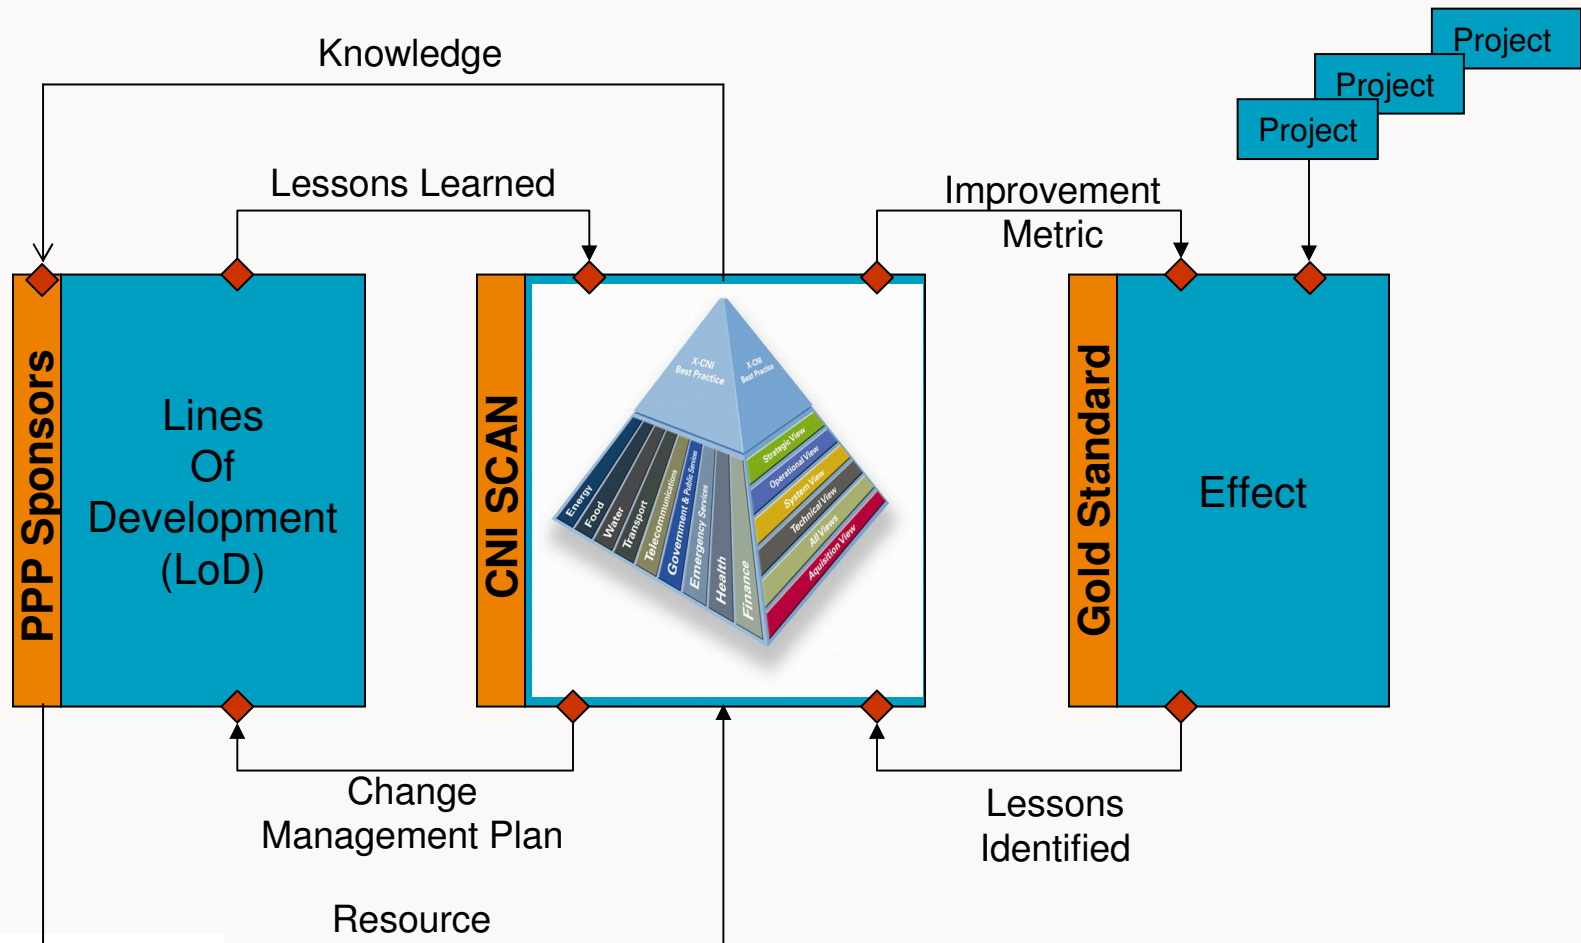 Knowledge
Project
Project
Project
Lessons Learned
Improvement
Metric
PPP Sponsors
Lines
Of
Development
(LoD)
CNI SCAN
X-CNI
Best Practice
X-CNI
Best Practice
Energy
Food
Water
Transport
Telecommunications
Government & Public Services
Emergency Services
Health
Finance
Strategic View
Operational View
System View
Technical View
All Views
Aquisition View
Gold Standard
Effect
Change
Management Plan
Lessons
Identified
Resource